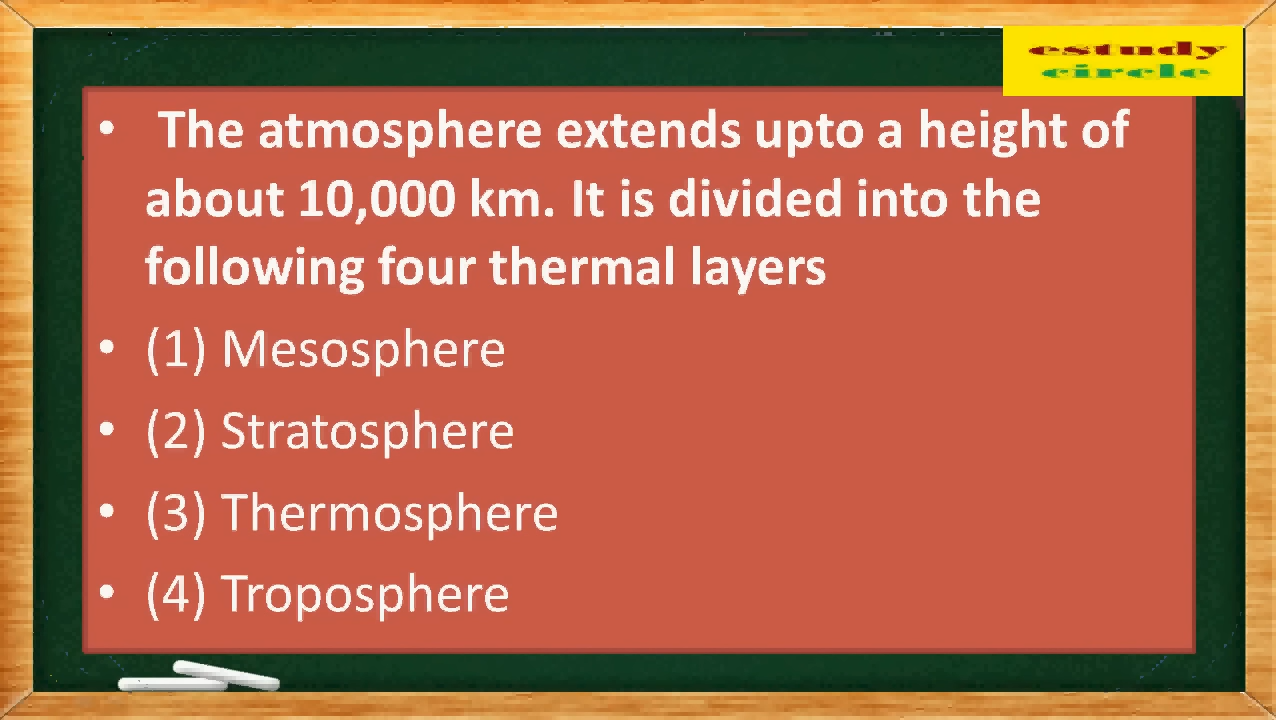 estudy
circle
• The atmosphere extends upto a height of
about 10,000 km. It is divided into the
following four thermal layers
• (1) Mesosphere
• (2) Stratosphere
• (3) Thermosphere
• (4) Troposphere